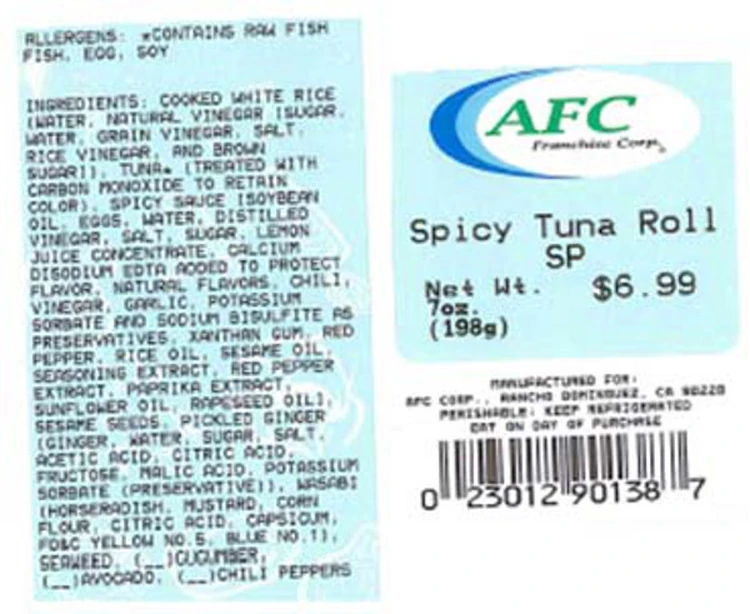 ALLERGENS: *CONTAINS RAW FISH
FISH, EGG, SOY
INGREDIENTS: COOKED WHITE RICE
(WATER, NATURAL VINEGAR [SUGAR,
WATER, GRAIN VINEGAR, SALT,
RICE VINEGAR, AND BROWN
SUGAR]), TUNA* (TREATED WITH
CARBON MONOXIDE TO RETAIN
COLOR), SPICY SAUCE [SOYBEAN
OIL, EGGS, WATER, DISTILLED
VINEGAR, SALT, SUGAR, LEMON
JUICE CONCENTRATE, CALCIUM
DISODIUM EDTA ADDED TO PROTECT
FLAVOR, NATURAL FLAVORS, CHILI,
VINEGAR, GARLIC, POTASSIUM
SORBATE AND SODIUM BISULFITE AS
PRESERVATIVES, XANTHAN GUM, RED
PEPPER, RICE OIL, SESAME OIL,
SEASONING EXTRACT, RED PEPPER
EXTRACT, PAPRIKA EXTRACT,
SUNFLOWER OIL, RAPESEED OIL],
SESAME SEEDS, PICKLED GINGER
(GINGER, WATER, SUGAR, SALT,
ACETIC ACID, CITRIC ACID,
FRUCTOSE, MALIC ACID, POTASSIUM
SORBATE (PRESERVATIVE)), WASABI
(HORSERADISH, MUSTARD, CORN
FLOUR, CITRIC ACID, CAPSICUM,
FD&C YELLOW NO.5, BLUE NO.1),
SEAWEED, (__)CUCUMBER,
(__)AVOCADO, (__)CHILI PEPPERS
AFC
Franchise Corp.®
Spicy Tuna Roll
SP
Net Wt. $6.99
7oz.
(198g)
MANUFACTURED FOR:
AFC CORP., RANCHO DOMINGUEZ, CA 90220
PERISHABLE: KEEP REFRIGERATED
EAT ON DAY OF PURCHASE
0 23012 90138 7